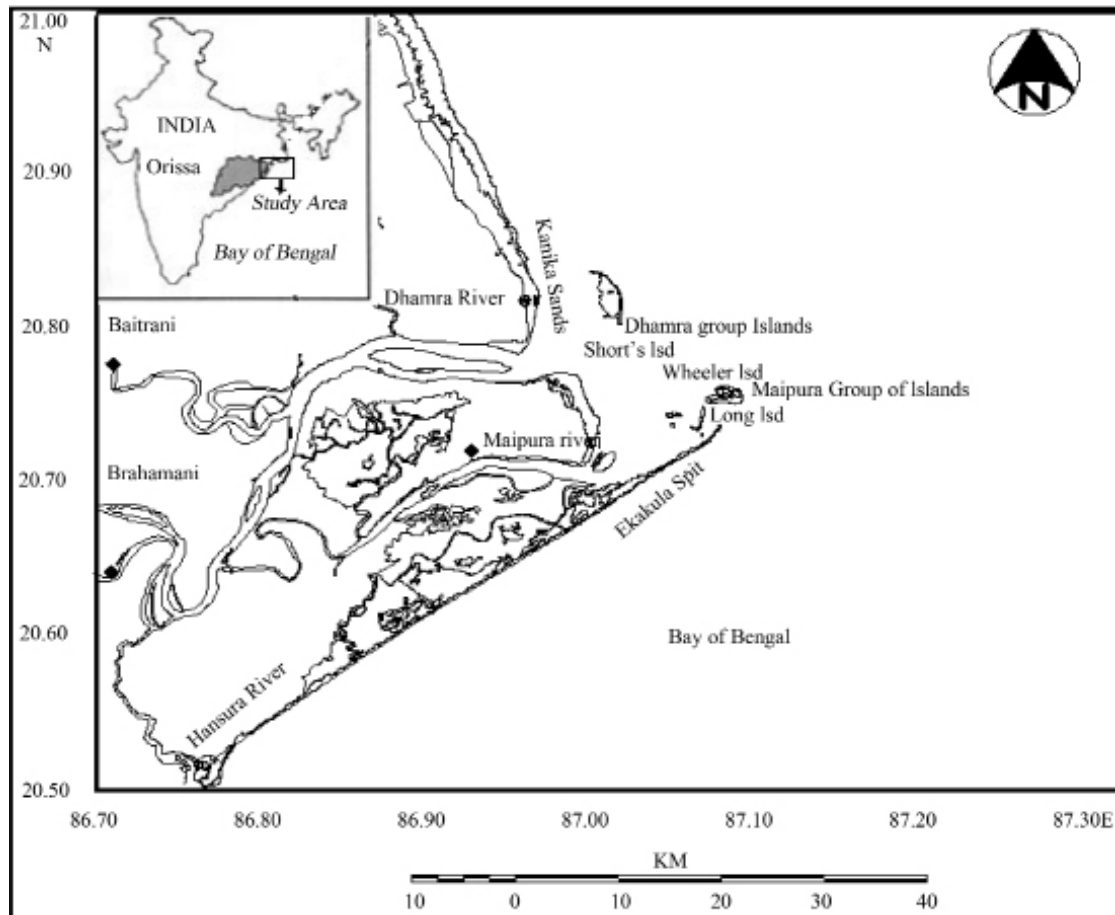 21.00
N
INDIA
Orissa
Study Area
Bay of Bengal
N
20.90
Kanika Sands
Dhamra River
20.80
Baitrani
Dhamra group Islands
Short's lsd
Wheeler lsd
Maipura Group of Islands
Long lsd
Maipura river
20.70
Brahamani
Ekakula Spit
20.60
Bay of Bengal
Hansura River
20.50
86.70 86.80 86.90 87.00 87.10 87.20 87.30E
KM
10 0 10 20 30 40